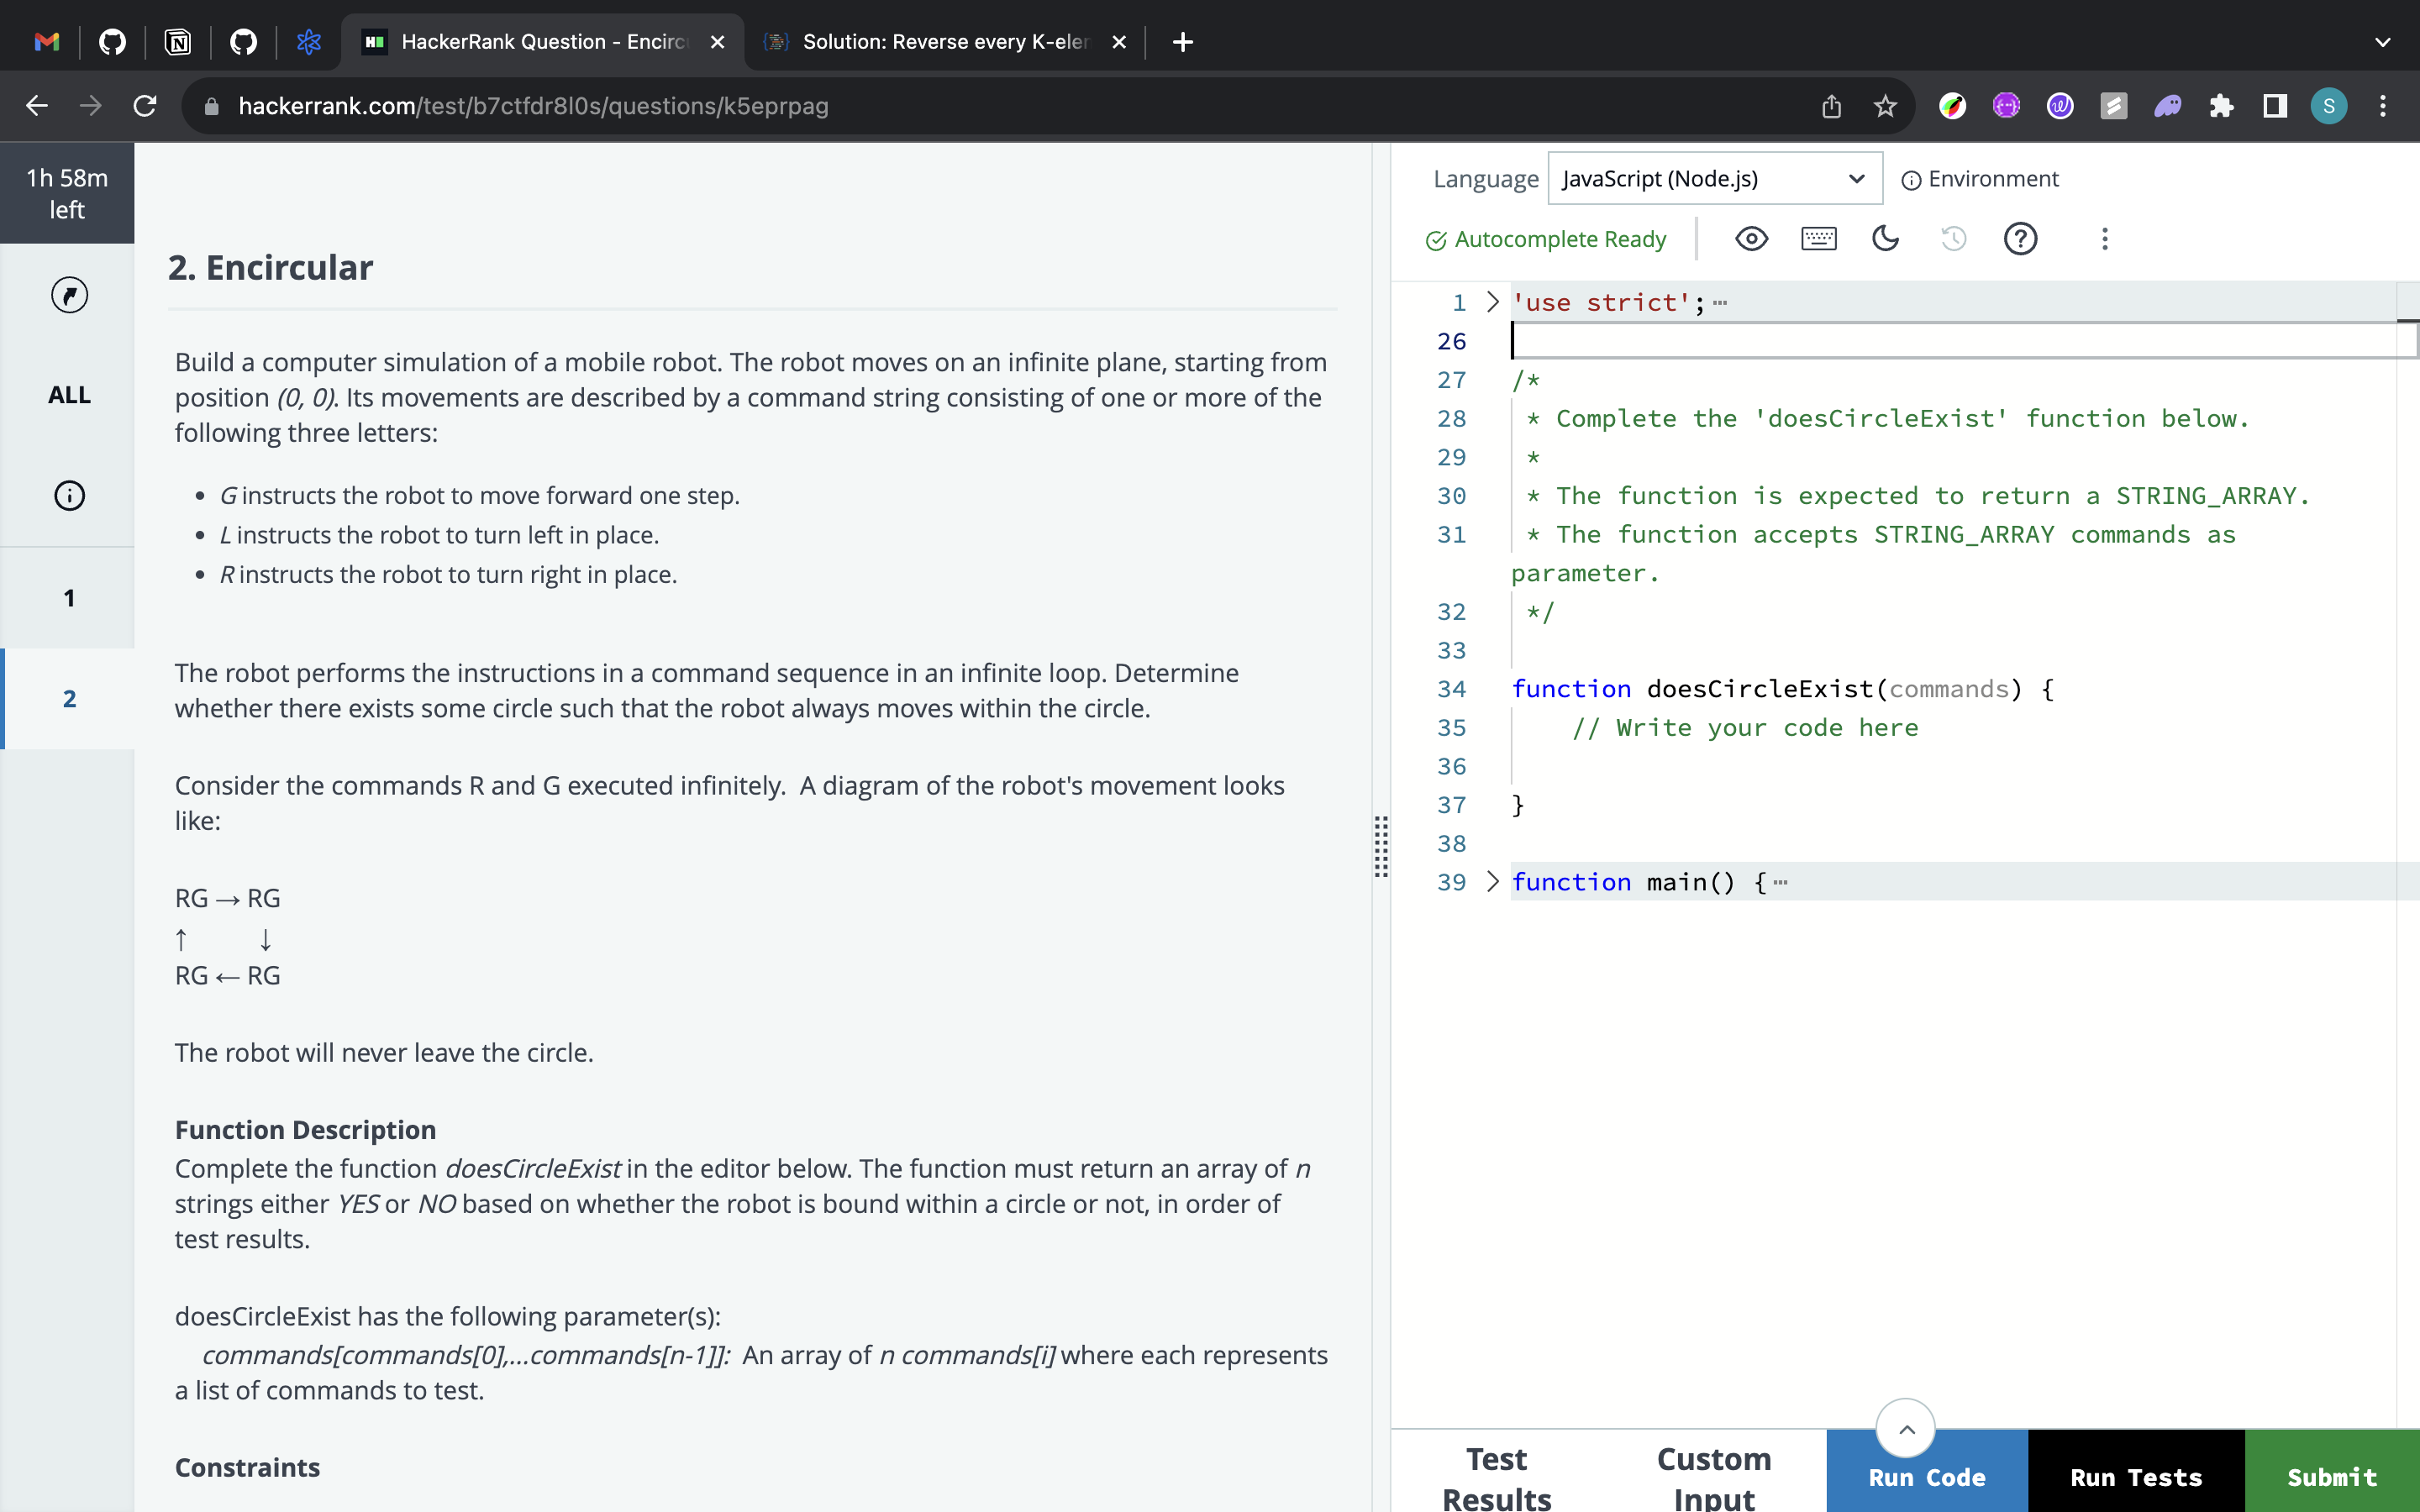 HackerRank Question - Encirc
Solution: Reverse every K-eler
hackerrank.com/test/b7ctfdr8l0s/questions/k5eprpag
S
1h 58m
left
ALL
1
2
2. Encircular
Build a computer simulation of a mobile robot. The robot moves on an infinite plane, starting from
position (0, 0). Its movements are described by a command string consisting of one or more of the
following three letters:
• G instructs the robot to move forward one step.
• L instructs the robot to turn left in place.
• R instructs the robot to turn right in place.
The robot performs the instructions in a command sequence in an infinite loop. Determine
whether there exists some circle such that the robot always moves within the circle.
Consider the commands R and G executed infinitely.  A diagram of the robot's movement looks
like:
RG → RG
↑ ↓
RG ← RG
The robot will never leave the circle.
Function Description
Complete the function doesCircleExist in the editor below. The function must return an array of n
strings either YES or NO based on whether the robot is bound within a circle or not, in order of
test results.
doesCircleExist has the following parameter(s):
commands[commands[0],...commands[n-1]]:  An array of n commands[i] where each represents
a list of commands to test.
Constraints
Language JavaScript (Node.js) Environment
Autocomplete Ready
1 'use strict';
26
27 /*
28 * Complete the 'doesCircleExist' function below.
29 *
30 * The function is expected to return a STRING_ARRAY.
31 * The function accepts STRING_ARRAY commands as
parameter.
32 */
33
34 function doesCircleExist(commands) {
35 // Write your code here
36
37 }
38
39 function main() {
Test
Results
Custom
Input
Run Code
Run Tests
Submit